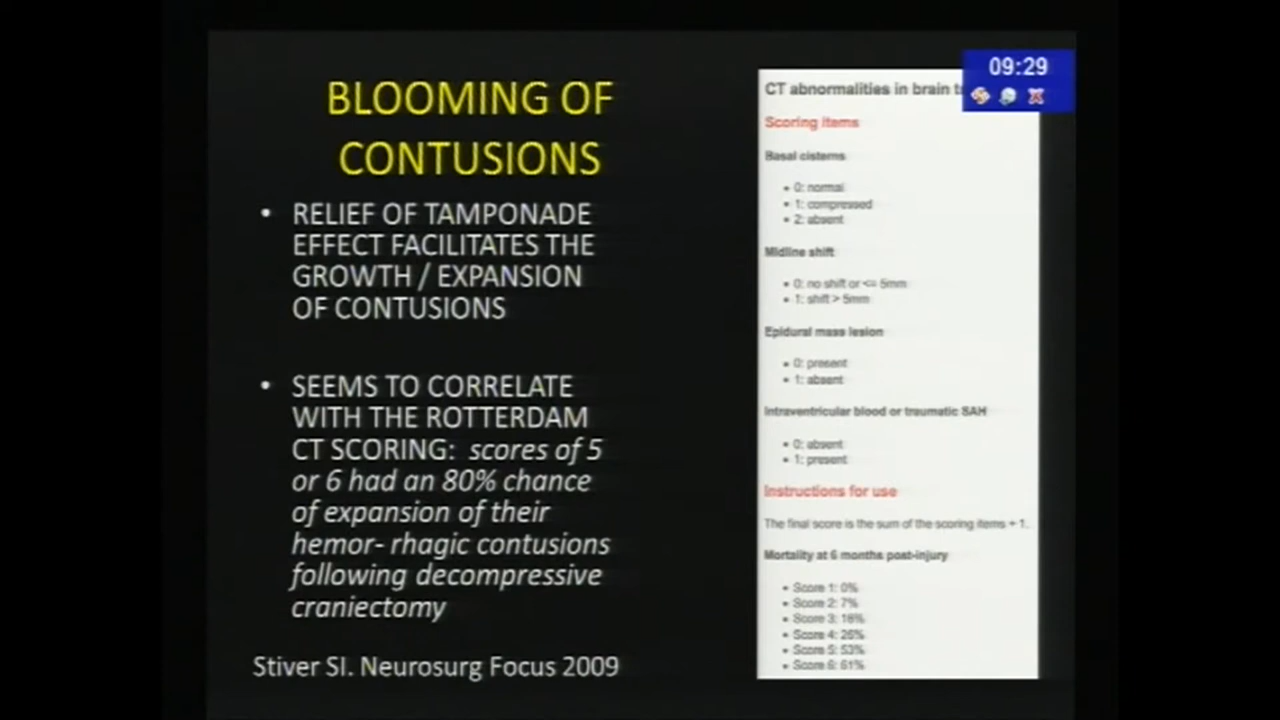 BLOOMING OF
CONTUSIONS
• RELIEF OF TAMPONADE
EFFECT FACILITATES THE
GROWTH / EXPANSION
OF CONTUSIONS
• SEEMS TO CORRELATE
WITH THE ROTTERDAM
CT SCORING: scores of 5
or 6 had an 80% chance
of expansion of their
hemor- rhagic contusions
following decompressive
craniectomy
Stiver SI. Neurosurg Focus 2009
09:29
CT abnormalities in brain
Scoring items
Basal cisterns
• 0: normal
• 1: compressed
• 2: absent
Midline shift
• 0: no shift or <= 5mm
• 1: shift > 5mm
Epidural mass lesion
• 0: present
• 1: absent
Intraventricular blood or traumatic SAH
• 0: absent
• 1: present
Instructions for use
The final score is the sum of the scoring items + 1.
Mortality at 6 months post-injury
• Score 1: 0%
• Score 2: 7%
• Score 3: 16%
• Score 4: 26%
• Score 5: 53%
• Score 6: 61%